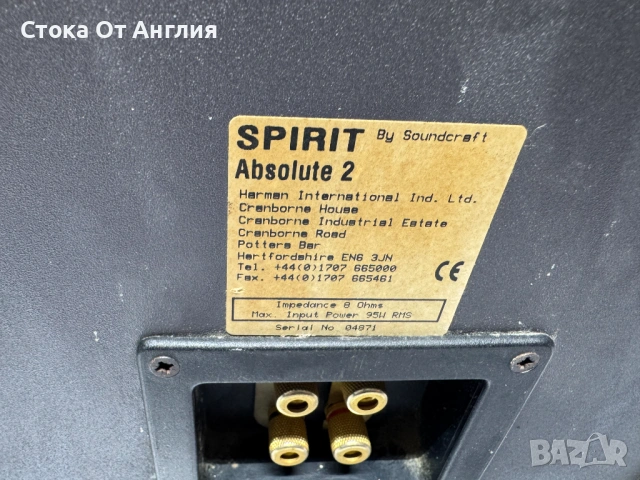 Стока От Англия
SPIRIT By Soundcraft
Absolute 2
Harman International Ind. Ltd.
Cranborne House
Cranborne Industrial Estate
Cranborne Road
Potters Bar
Hertfordshire EN6 3JN
Tel. +44(0)1707 665000
Fax. +44(0)1707 665461
CE
Impedance 8 Ohms
Max. Input Power 95W RMS
Serial No 04871
BAZAR